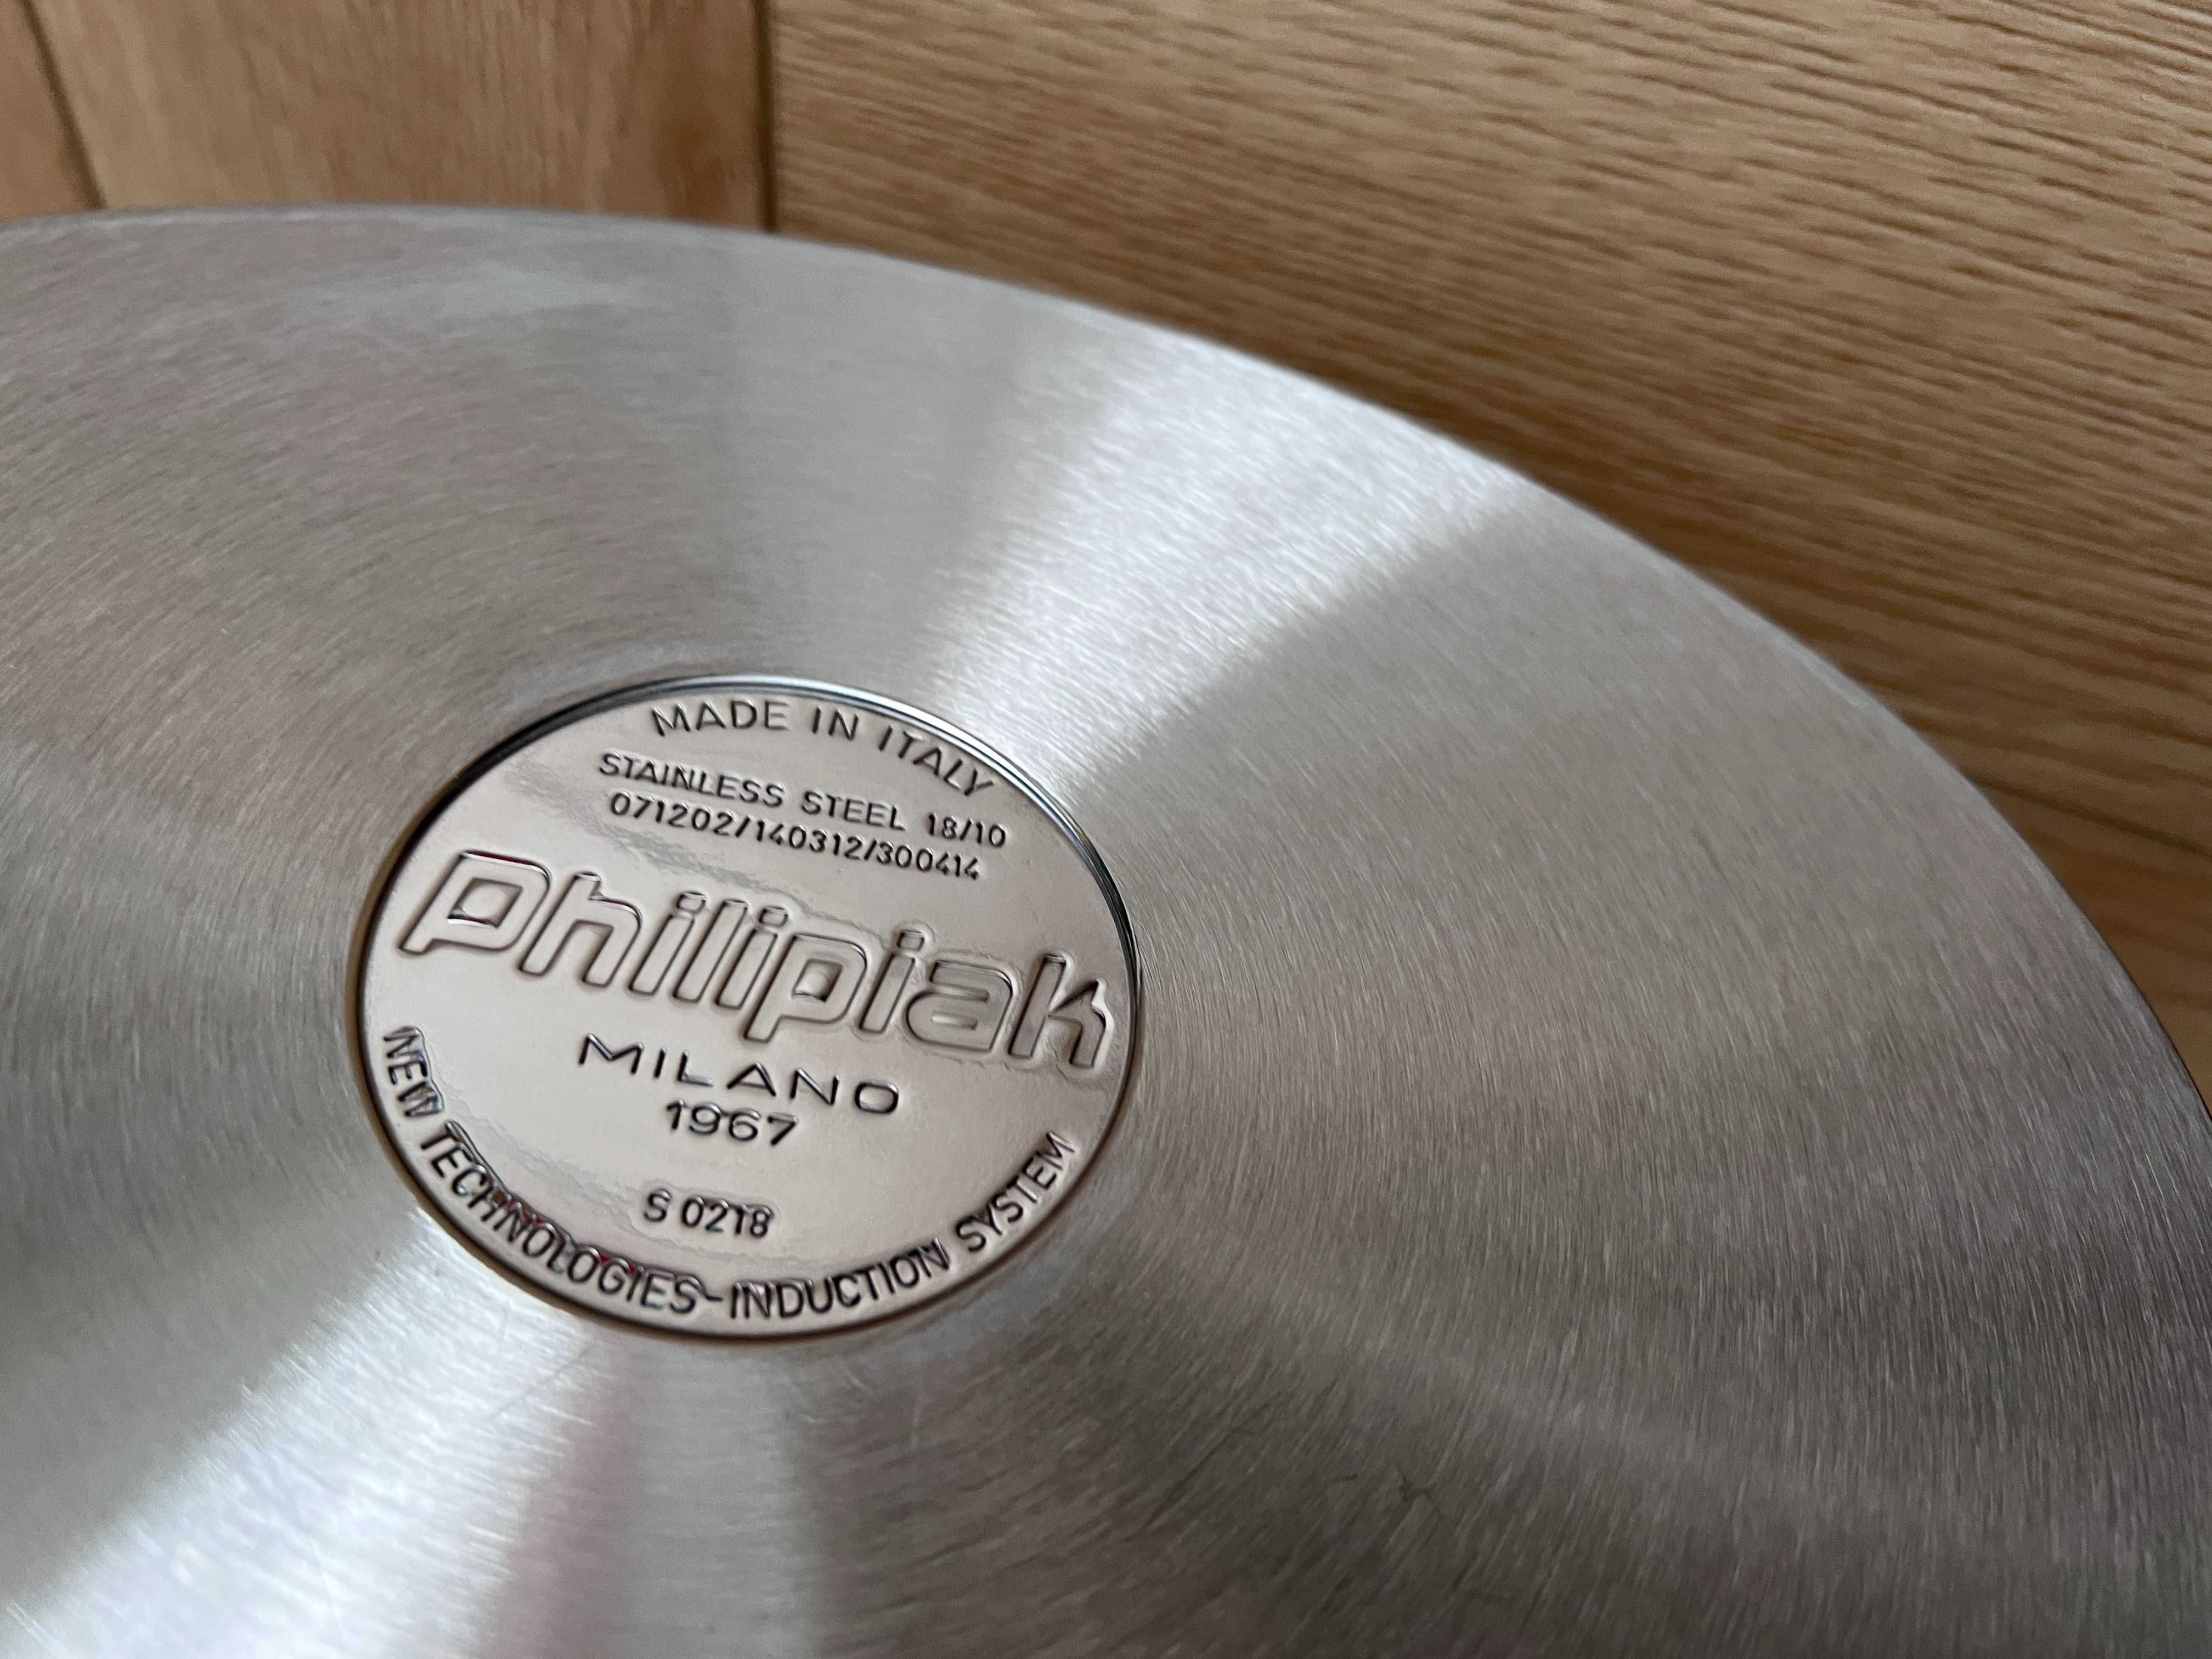 MADE IN ITALY
STAINLESS STEEL 18/10
071202/140312/300414
philipiak
MILANO
1967
S 0218
NEW TECHNOLOGIES-INDUCTION SYSTEM